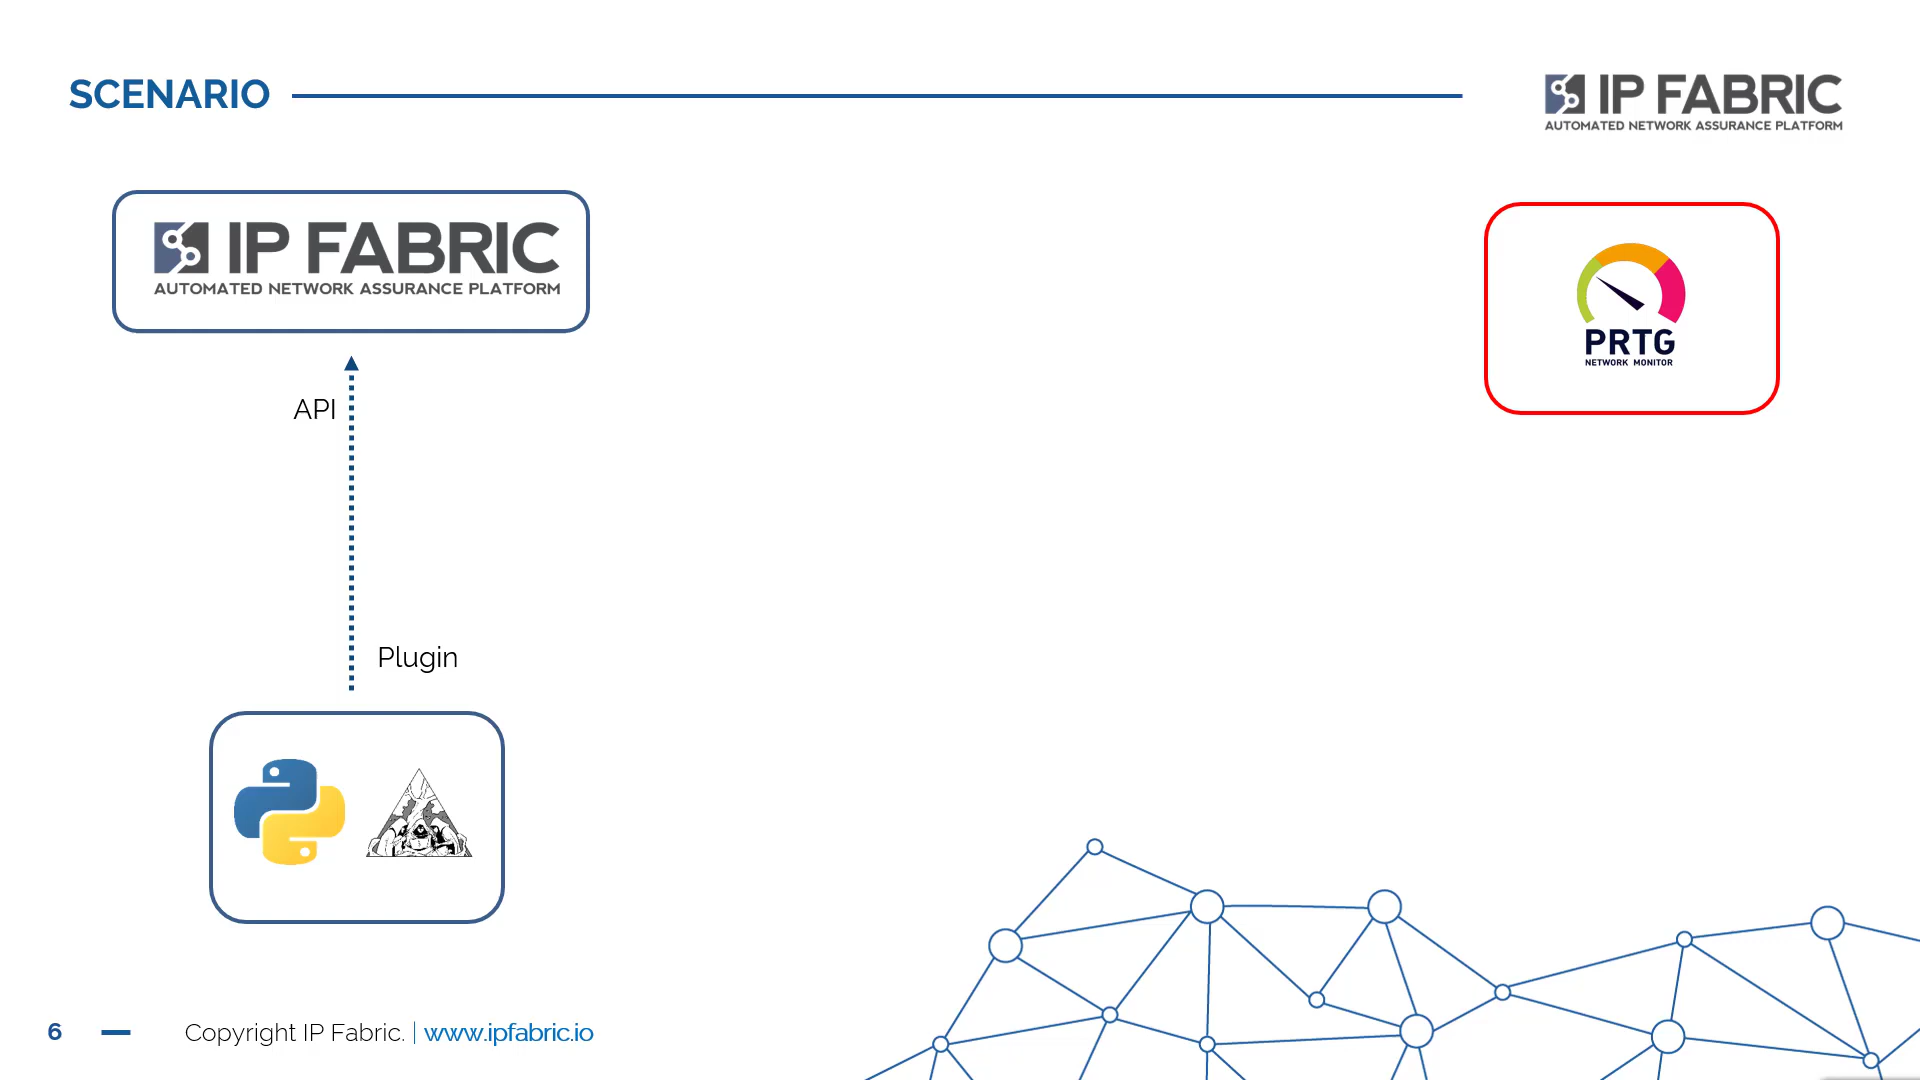 SCENARIO
IP FABRIC
AUTOMATED NETWORK ASSURANCE PLATFORM
IP FABRIC
AUTOMATED NETWORK ASSURANCE PLATFORM
PRTG
NETWORK MONITOR
API
Plugin
6
Copyright IP Fabric. | www.ipfabric.io